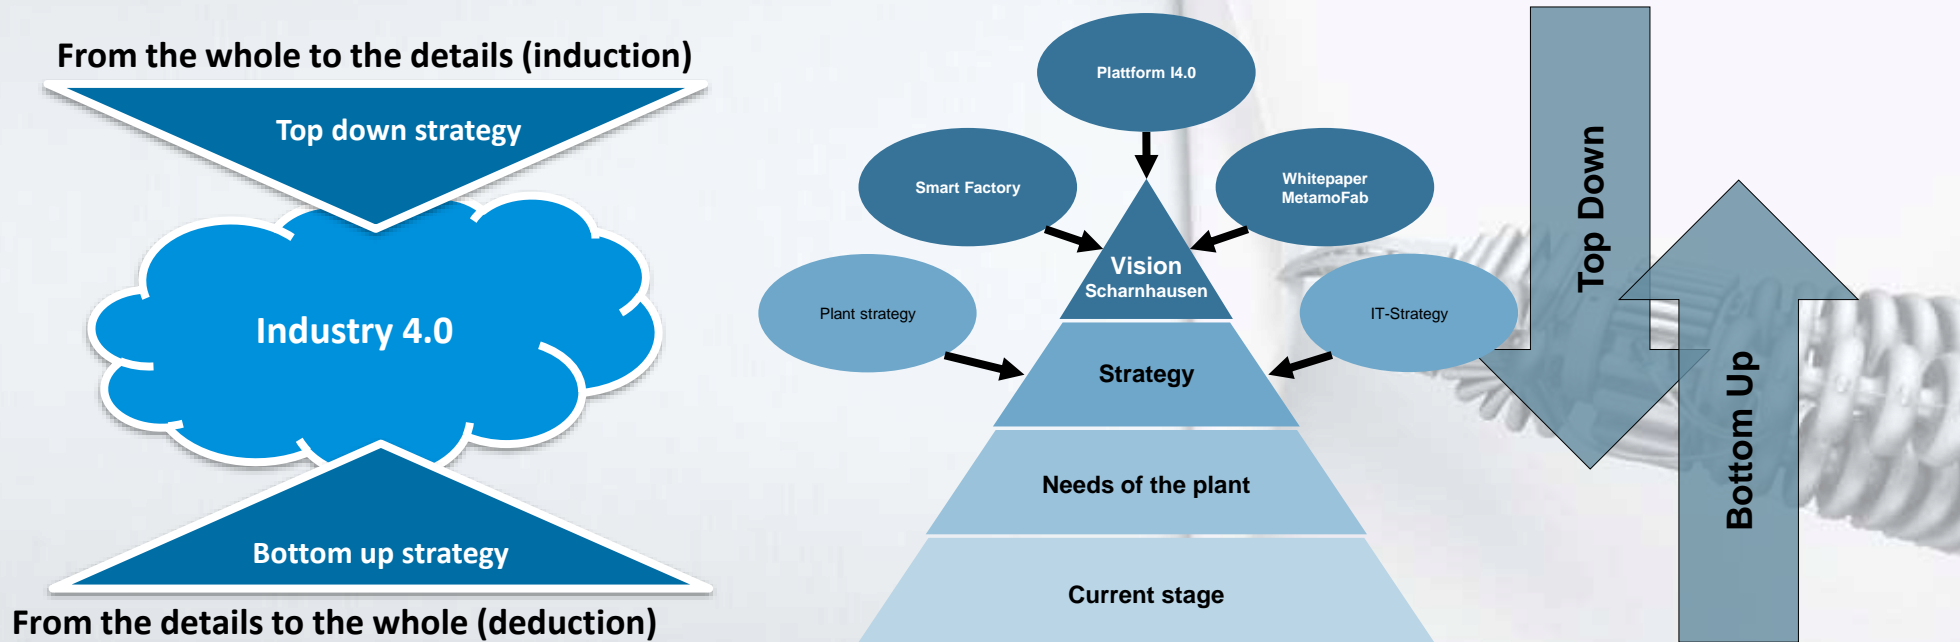 From the whole to the details (induction)
Top down strategy
Industry 4.0
Bottom up strategy
From the details to the whole (deduction)
Plattform I4.0
Smart Factory
Whitepaper
MetamoFab
Plant strategy
IT-Strategy
Vision
Scharnhausen
Strategy
Needs of the plant
Current stage
Top Down
Bottom Up